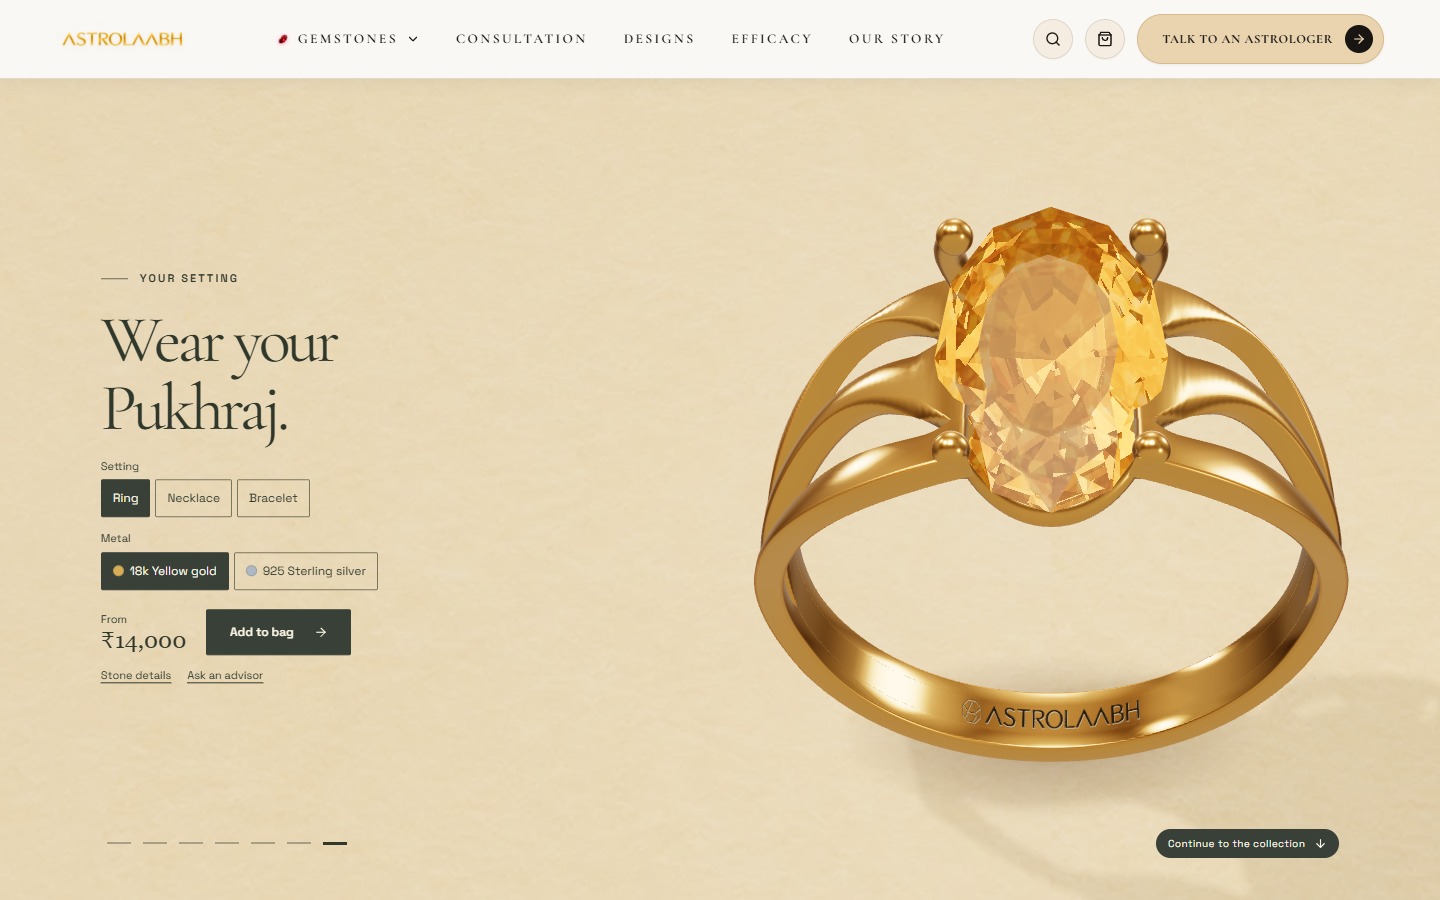 ASTROLAABH
GEMSTONES
CONSULTATION
DESIGNS
EFFICACY
OUR STORY
TALK TO AN ASTROLOGER
YOUR SETTING
Wear your
Pukhraj.
Setting
Ring
Necklace
Bracelet
Metal
18k Yellow gold
925 Sterling silver
From
₹14,000
Add to bag
Stone details
Ask an advisor
ASTROLAABH
Continue to the collection